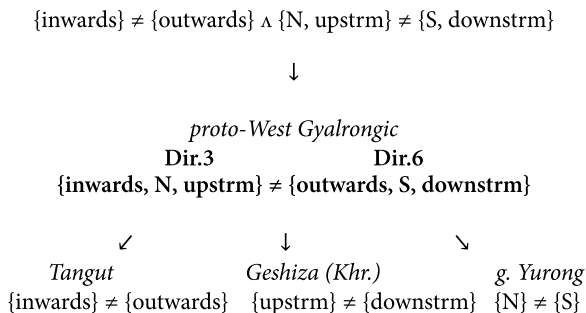 {inwards} ≠ {outwards} ∧ {N, upstrm} ≠ {S, downstrm}
↓
proto-West Gyalrongic
Dir.3 Dir.6
{inwards, N, upstrm} ≠ {outwards, S, downstrm}
↙ ↓ ↘
Tangut Geshiza (Khr.) g. Yurong
{inwards} ≠ {outwards} {upstrm} ≠ {downstrm} {N} ≠ {S}